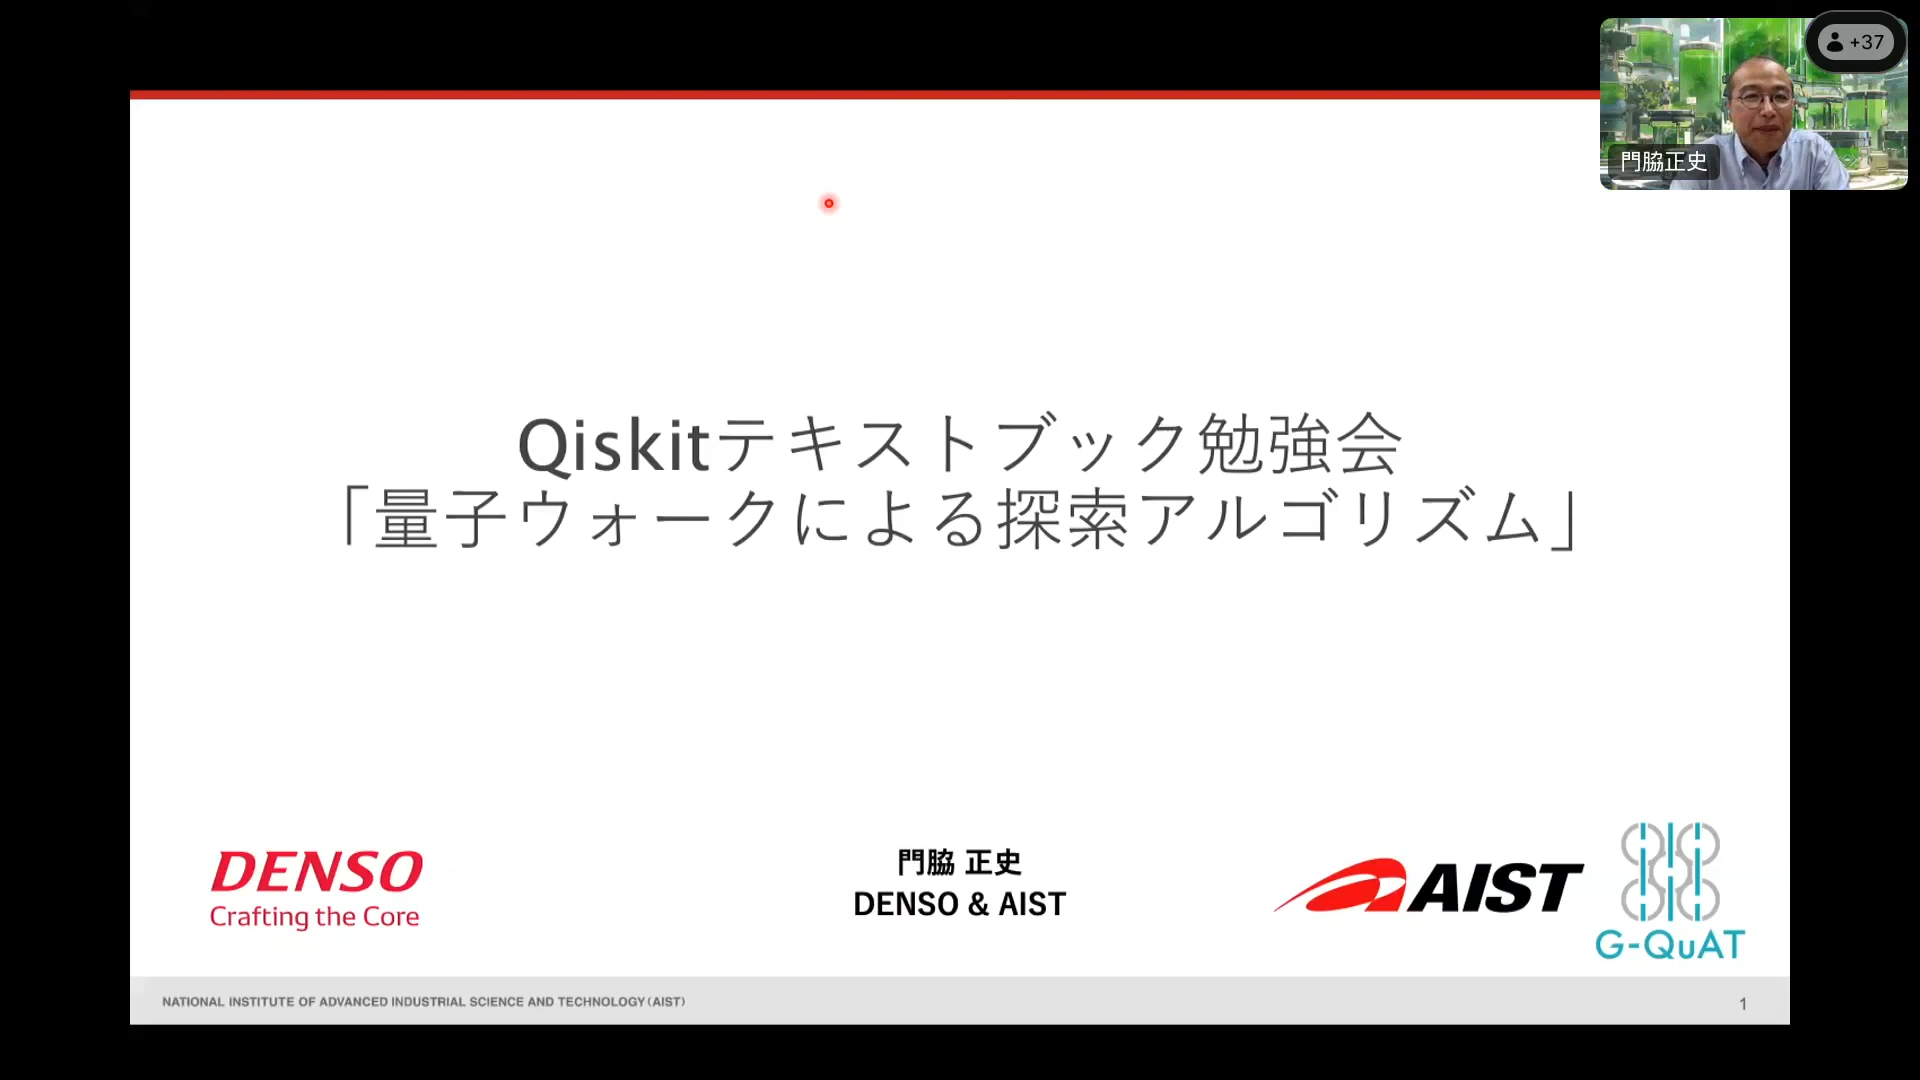 +37
門脇正史
Qiskitテキストブック勉強会
「量子ウォークによる探索アルゴリズム」
DENSO
Crafting the Core
門脇 正史
DENSO & AIST
AIST
G-QuAT
NATIONAL INSTITUTE OF ADVANCED INDUSTRIAL SCIENCE AND TECHNOLOGY (AIST)
1